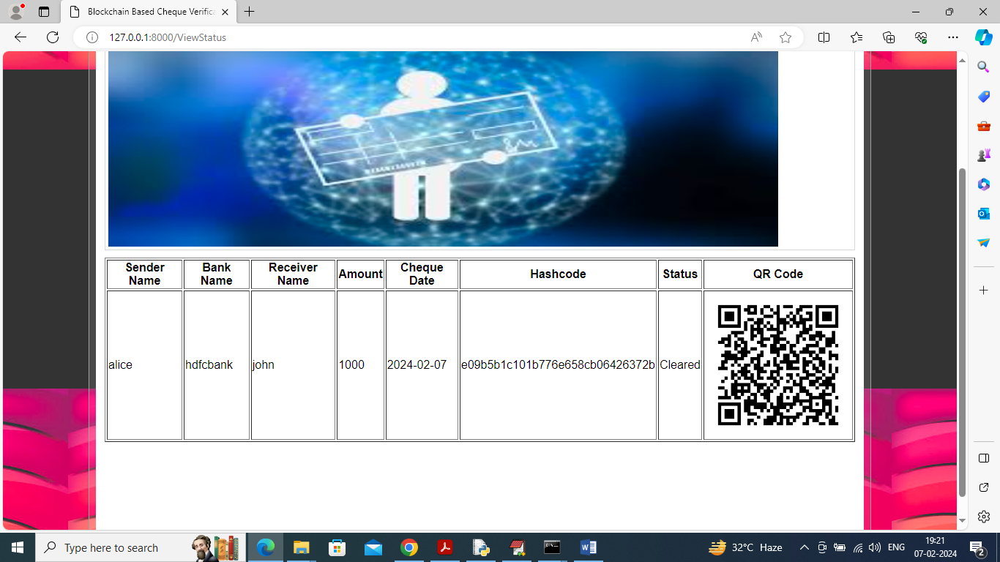 Blockchain Based Cheque Verifica
127.0.0.1:8000/ViewStatus
Sender Name
Bank Name
Receiver Name
Amount
Cheque Date
Hashcode
Status
QR Code
alice
hdfcbank
john
1000
2024-02-07
e09b5b1c101b776e658cb06426372b
Cleared
Type here to search
32°C Haze
ENG
19:21
07-02-2024
2